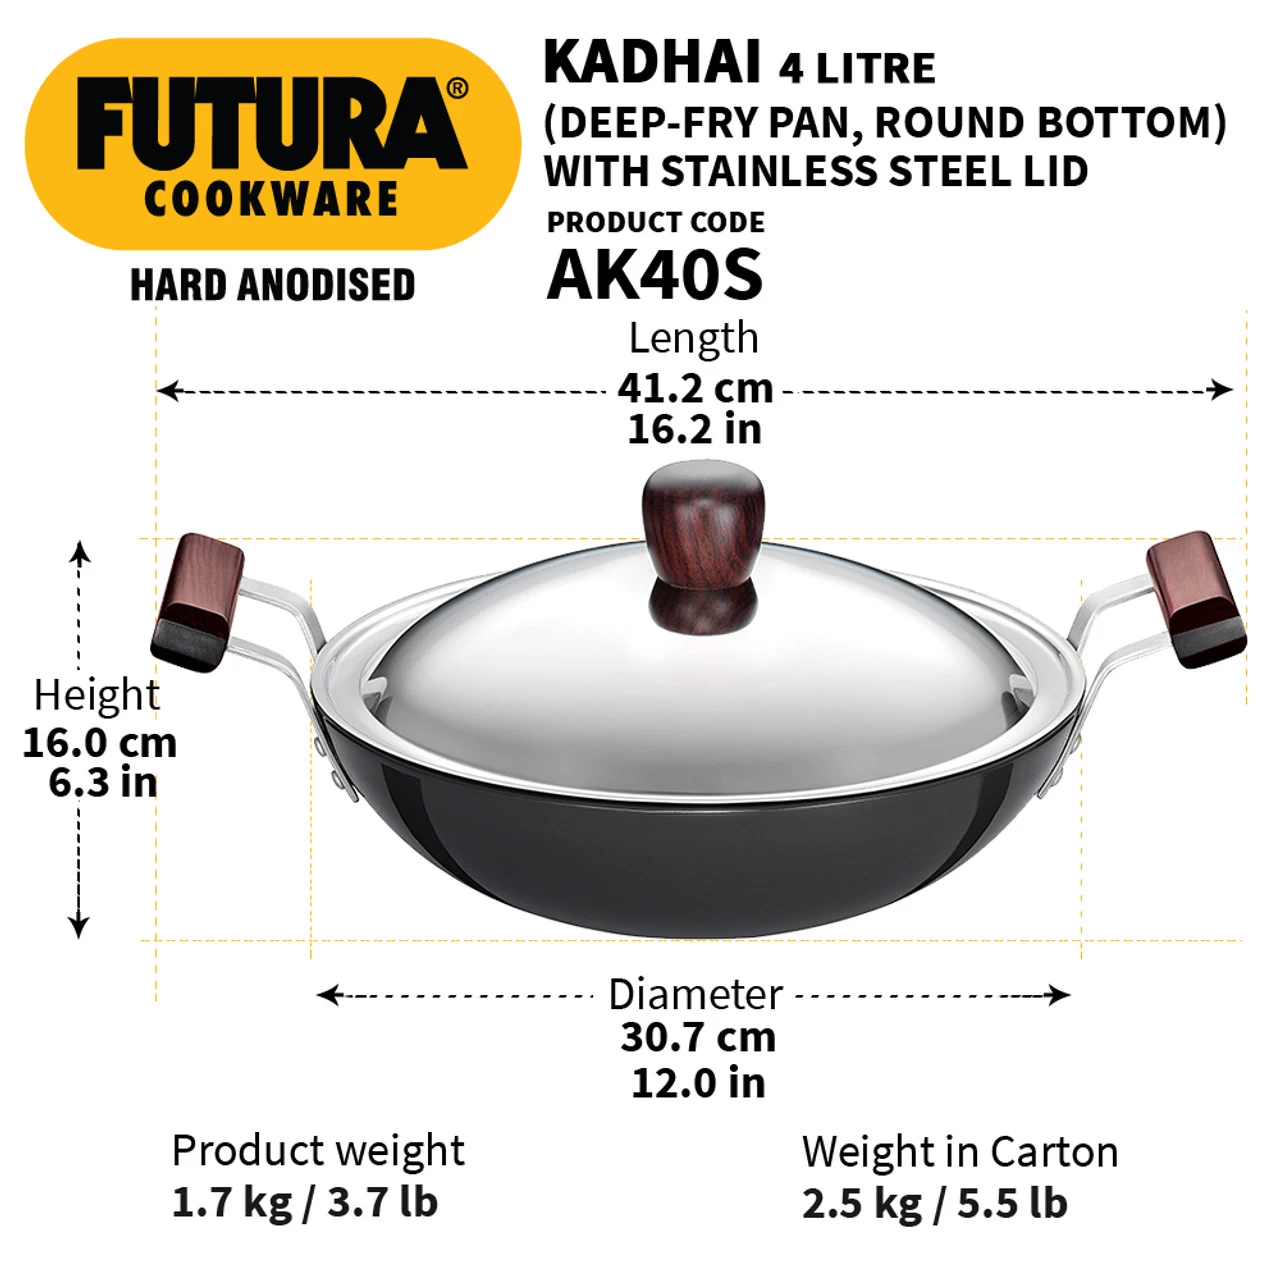 FUTURA®
COOKWARE
HARD ANODISED
KADHAI 4 LITRE
(DEEP-FRY PAN, ROUND BOTTOM)
WITH STAINLESS STEEL LID
PRODUCT CODE
AK40S
Length
41.2 cm
16.2 in
Height
16.0 cm
6.3 in
Diameter
30.7 cm
12.0 in
Product weight
1.7 kg / 3.7 lb
Weight in Carton
2.5 kg / 5.5 lb